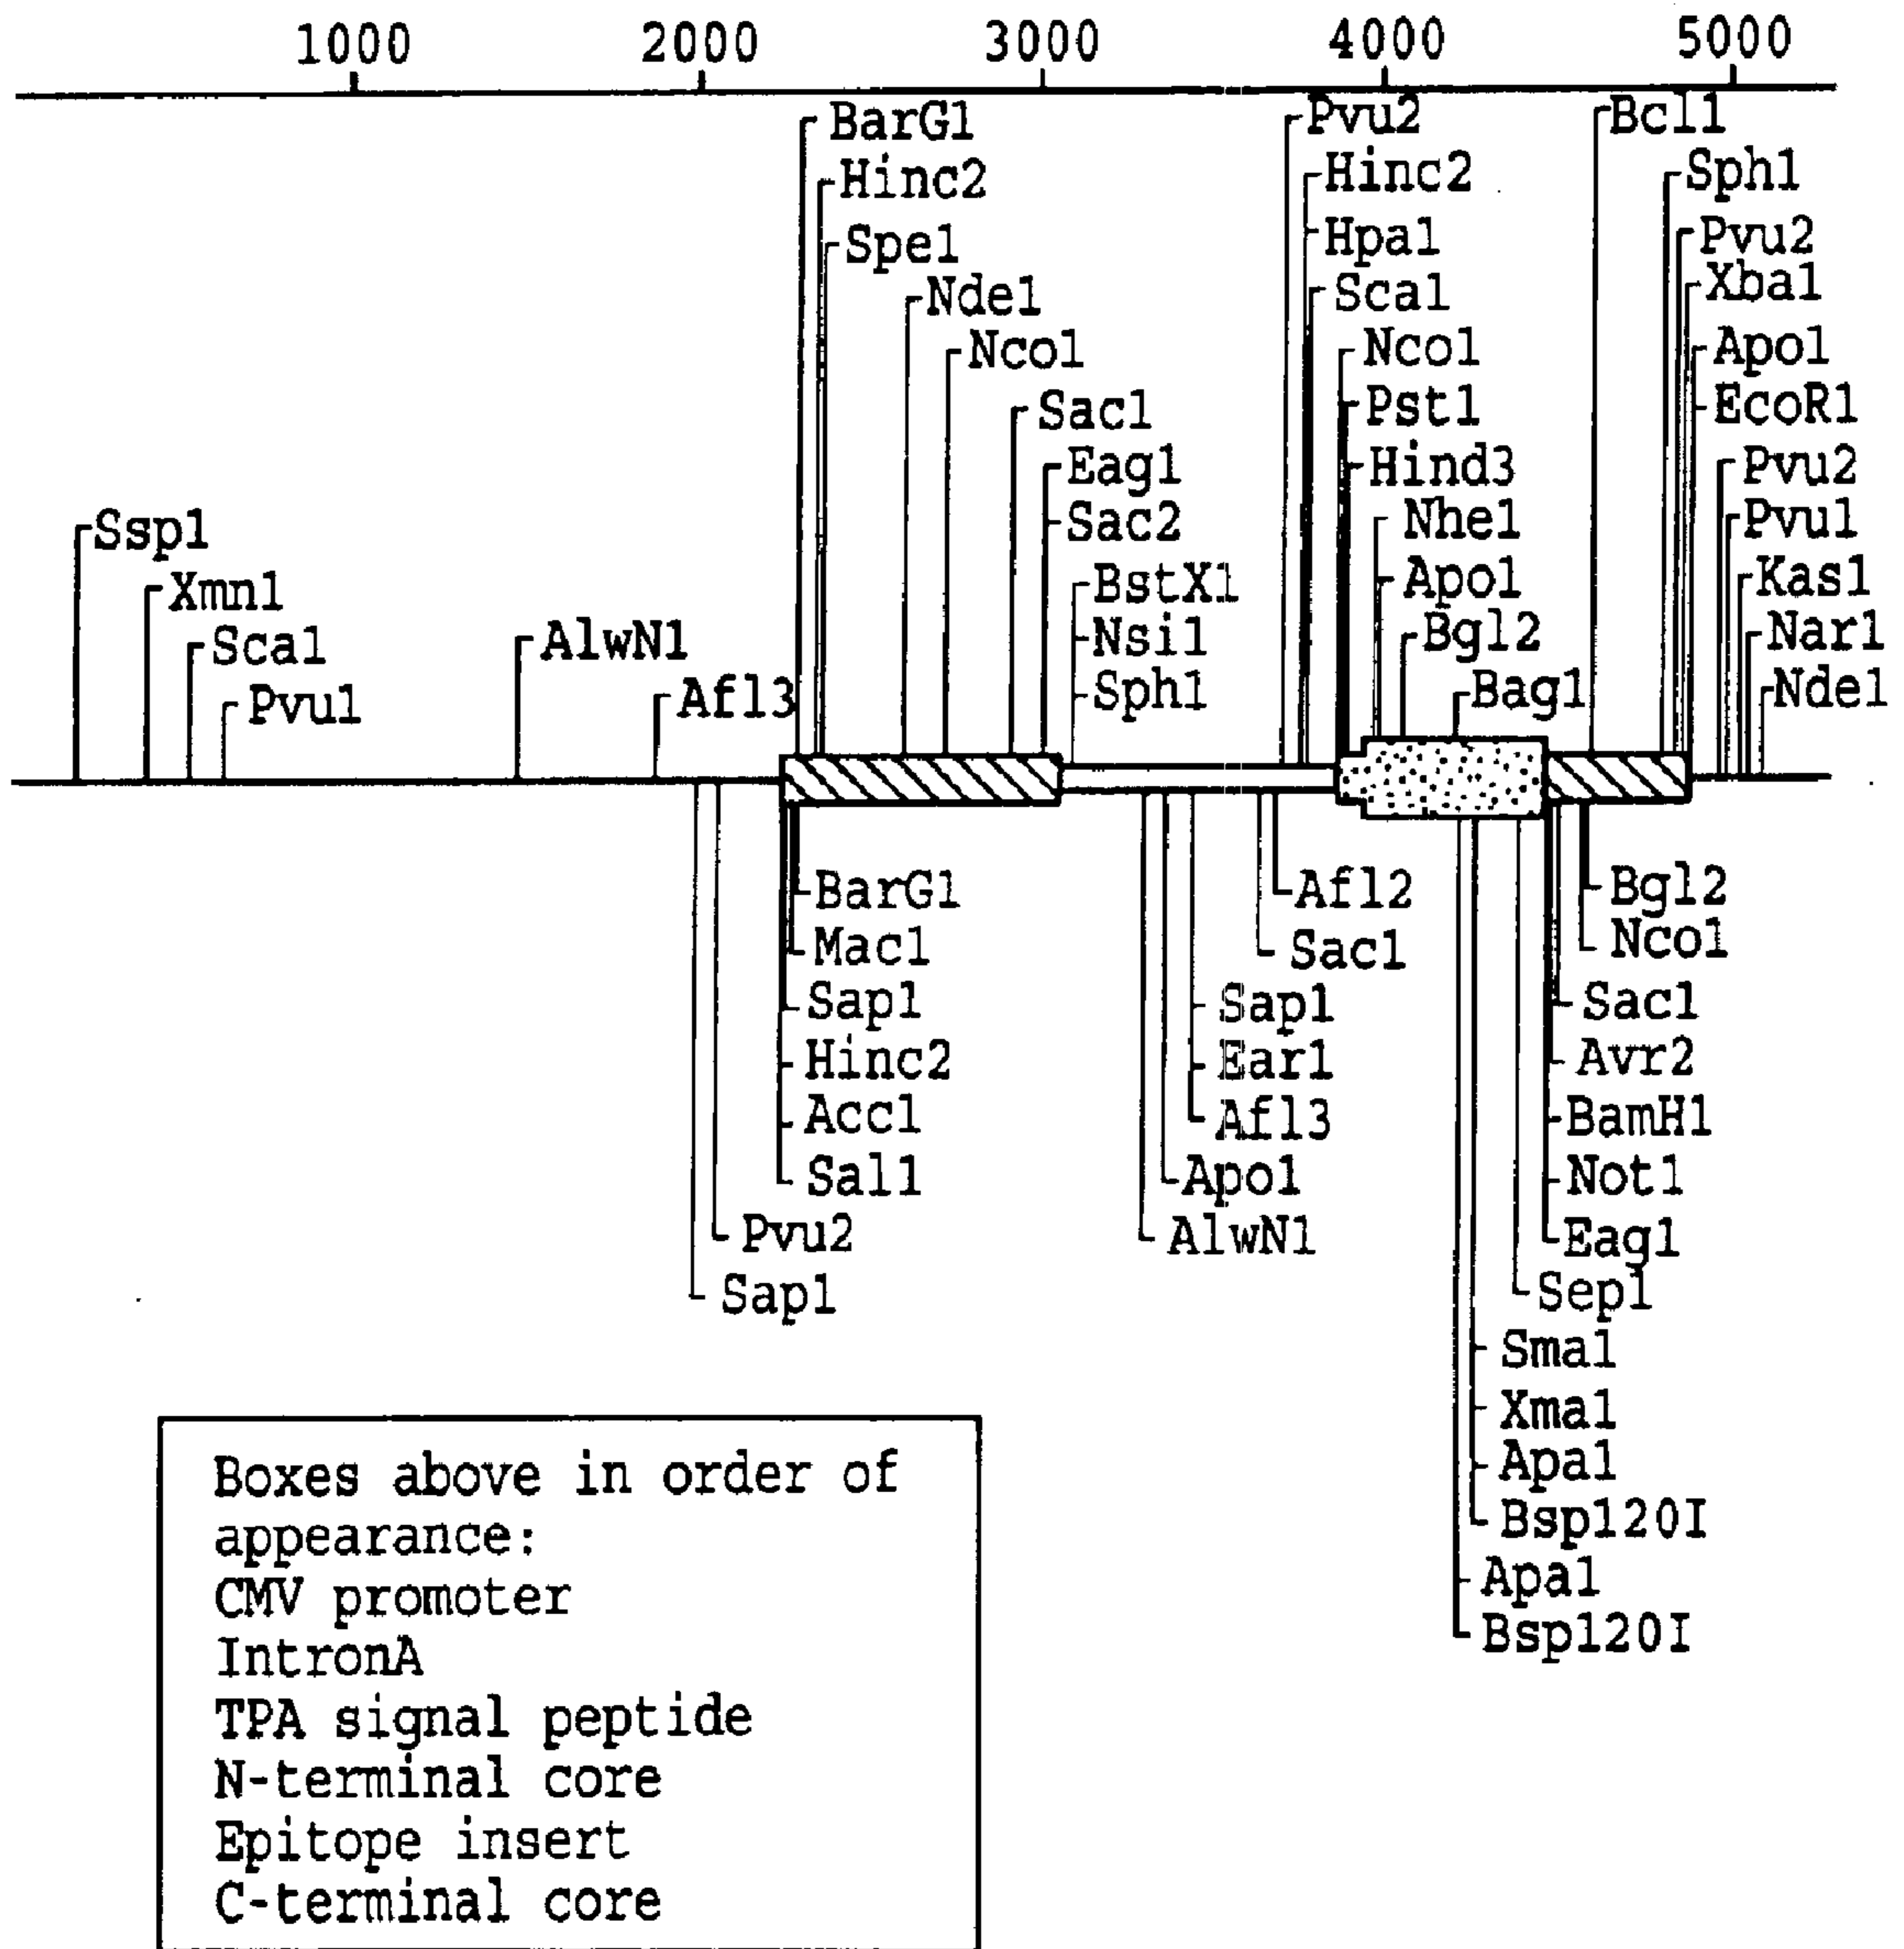 1000 2000 3000 4000 5000
BarG1 Pvu2 Bcl1
Hinc2 Hinc2 Sph1
Spe1 Hpa1 Pvu2
Nde1 Sca1 Xba1
Nco1 Nco1 Apo1
Sac1 Pst1 EcoR1
Eag1 Hind3 Pvu2
Ssp1 Sac2 Nhe1 Pvu1
Xmn1 BstX1 Apo1 Kas1
Sca1 AlwN1 Nsi1 Bgl2 Nar1
Pvu1 Afl3 Sph1 Bag1 Nde1
BarG1 Afl2 Bgl2
Mac1 Sac1 Nco1
Sap1 Sap1 Sac1
Hinc2 Ear1 Avr2
Acc1 Afl3 BamH1
Sal1 Apo1 Not1
Pvu2 AlwN1 Eag1
Sap1 Sep1
Sma1
Xma1
Apa1
Bsp120I
Apa1
Bsp120I
Boxes above in order of
appearance:
CMV promoter
IntronA
TPA signal peptide
N-terminal core
Epitope insert
C-terminal core